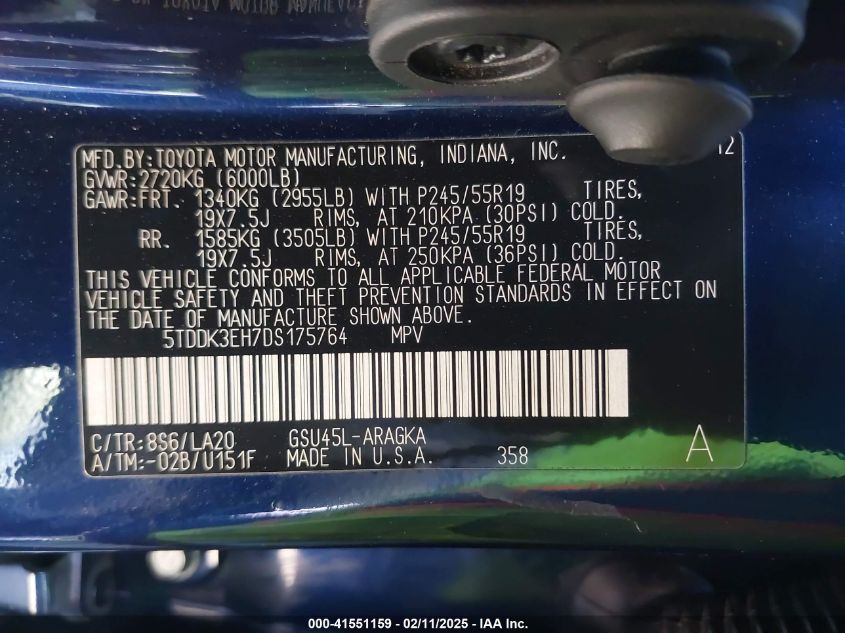 MFD.BY:TOYOTA MOTOR MANUFACTURING, INDIANA, INC. 12
GVWR:2720KG (6000LB)
GAWR:FRT. 1340KG (2955LB) WITH P245/55R19 TIRES,
19X7.5J RIMS, AT 210KPA (30PSI) COLD.
RR. 1585KG (3505LB) WITH P245/55R19 TIRES,
19X7.5J RIMS, AT 250KPA (36PSI) COLD.
THIS VEHICLE CONFORMS TO ALL APPLICABLE FEDERAL MOTOR
VEHICLE SAFETY AND THEFT PREVENTION STANDARDS IN EFFECT ON
THE DATE OF MANUFACTURE SHOWN ABOVE.
5TDDK3EH7DS175764 MPV
C/TR:8S6/LA20 GSU45L-ARAGKA
A/TM:-02B/U151F MADE IN U.S.A. 358 A
000-41551159 - 02/11/2025 - IAA Inc.